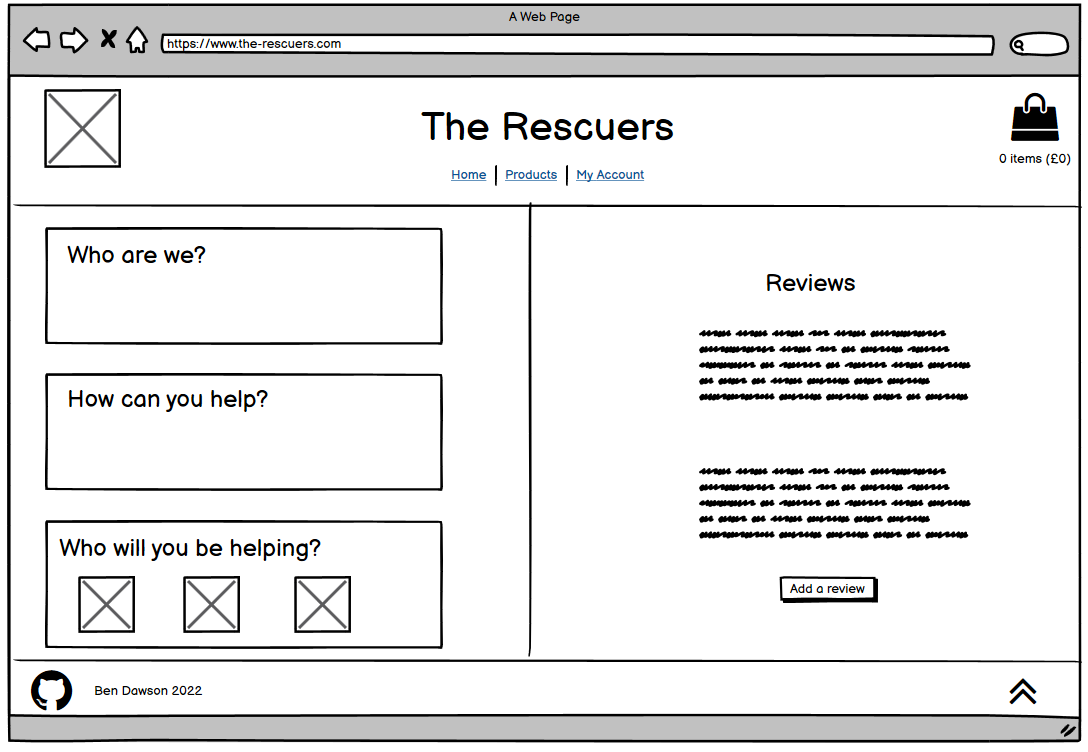 A Web Page
https://www.the-rescuers.com
The Rescuers
0 items (£0)
Home | Products | My Account
Who are we?
How can you help?
Who will you be helping?
Reviews
Add a review
Ben Dawson 2022